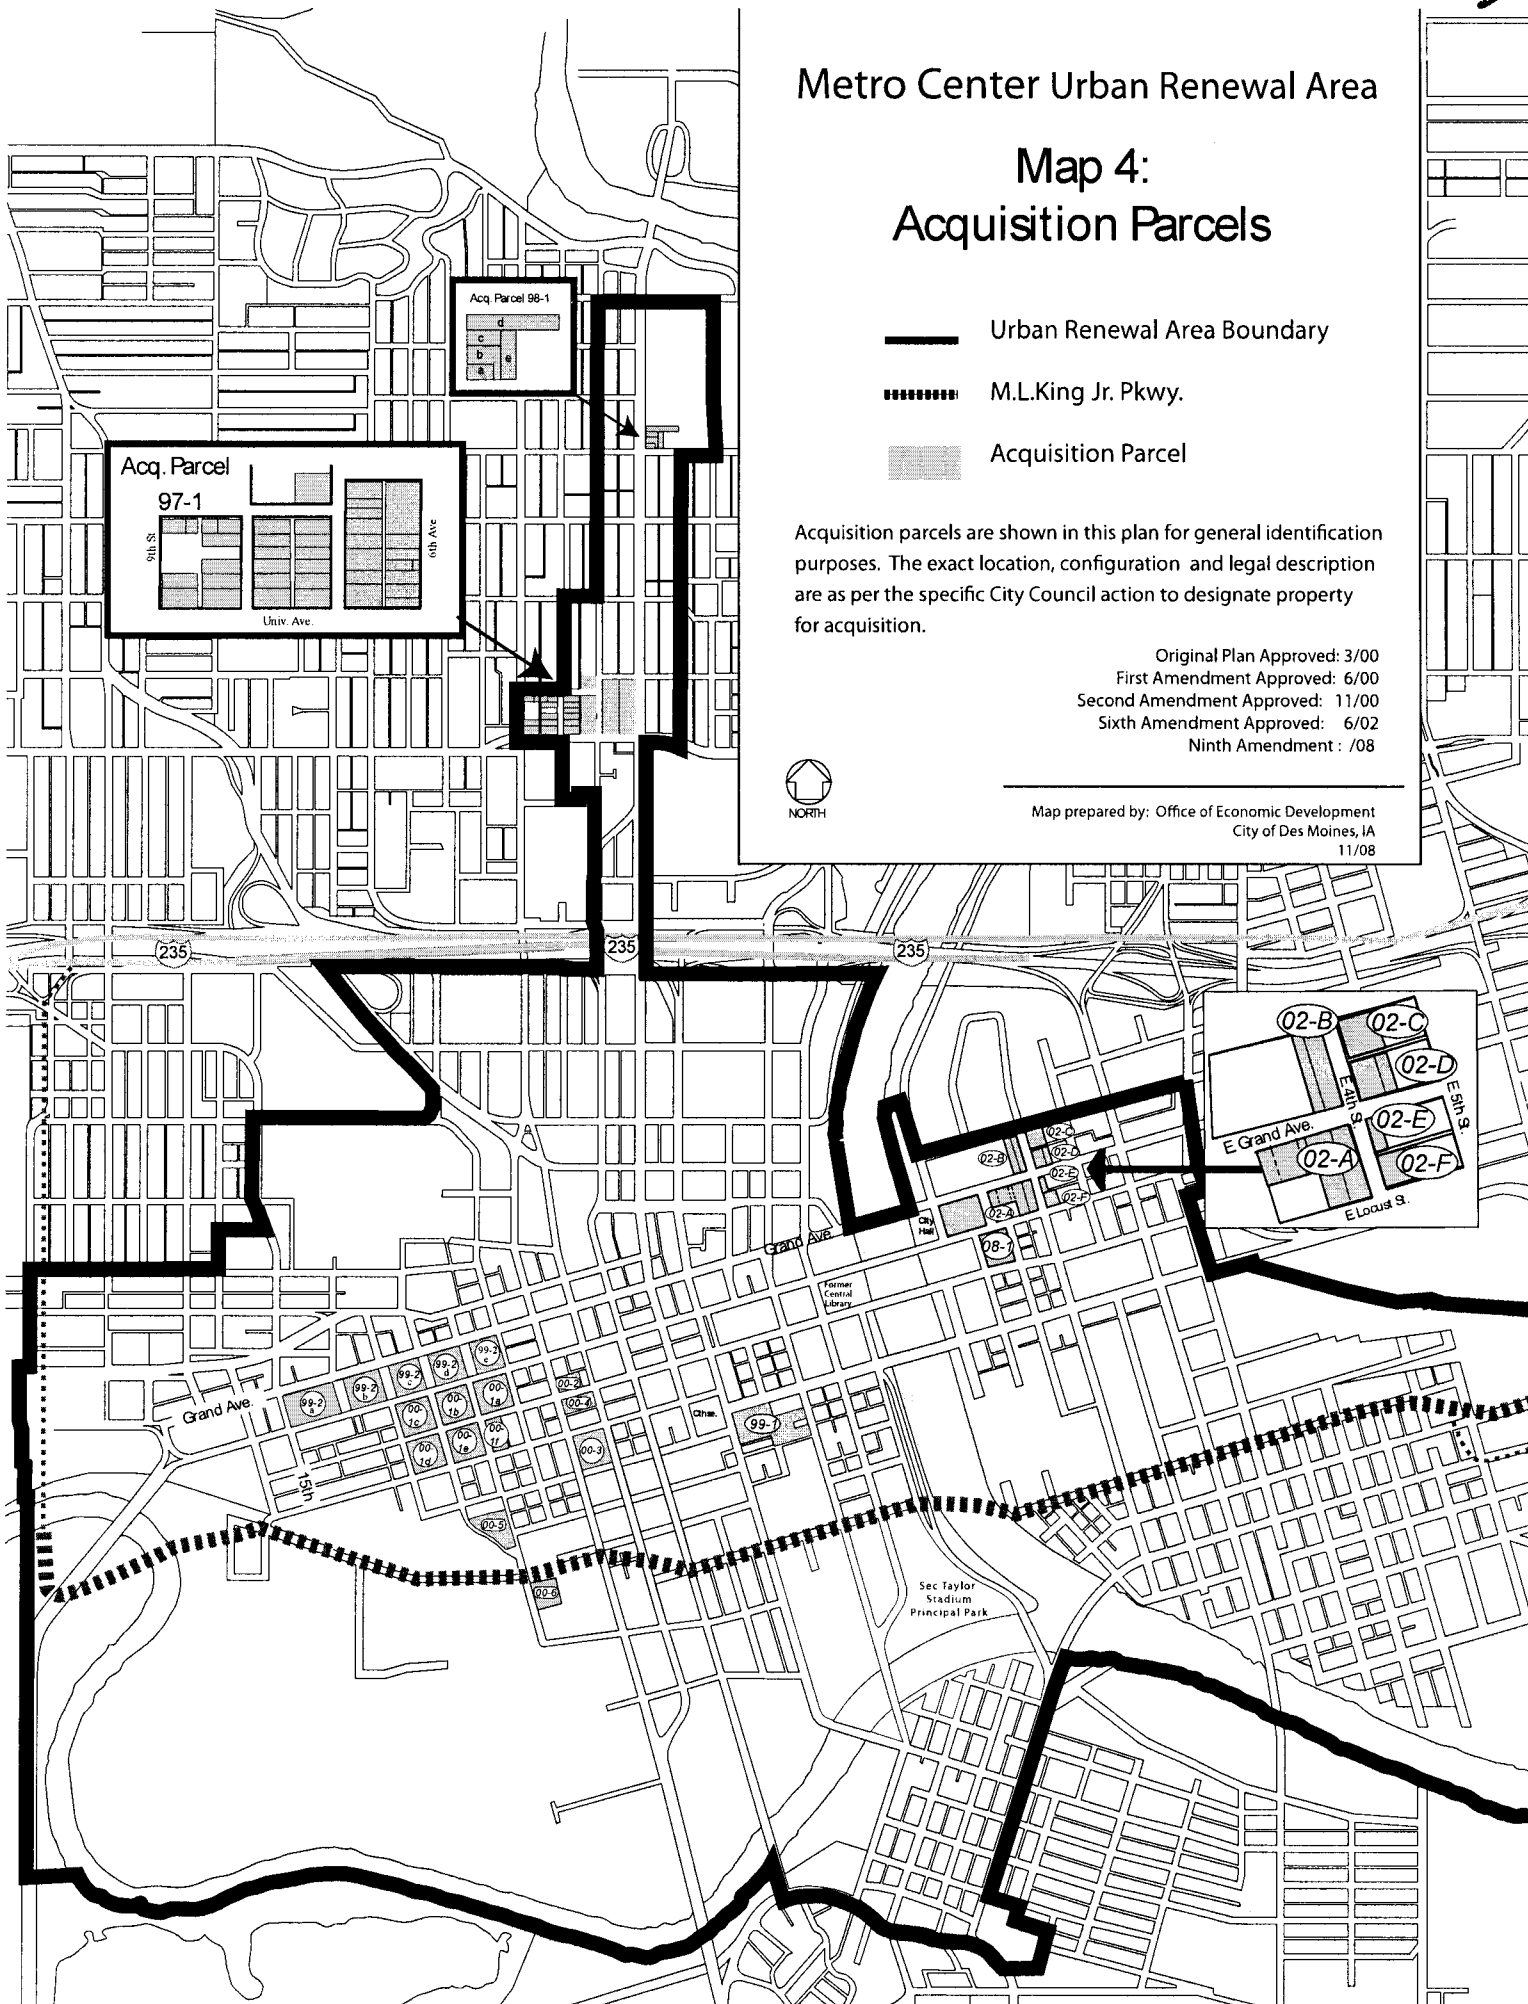 Metro Center Urban Renewal Area
Map 4:
Acquisition Parcels
Urban Renewal Area Boundary
M.L.King Jr. Pkwy.
Acquisition Parcel
Acquisition parcels are shown in this plan for general identification
purposes. The exact location, configuration and legal description
are as per the specific City Council action to designate property
for acquisition.
Original Plan Approved: 3/00
First Amendment Approved: 6/00
Second Amendment Approved: 11/00
Sixth Amendment Approved: 6/02
Ninth Amendment : /08
NORTH
Map prepared by: Office of Economic Development
City of Des Moines, IA
11/08
Acq. Parcel 98-1
d
c
b
e
a
Acq. Parcel
97-1
9th St
6th Ave
Univ. Ave.
235
235
235
02-B
02-C
02-D
E 4th St.
E 5th St.
E Grand Ave.
02-E
02-A
02-F
E Locust St.
02-C
02-B
02-D
02-E
02-F
02-A
City
Hall
08-1
Grand Ave.
Former
Central
Library
99-2
e
99-2
d
99-2
c
99-2
b
99-2
a
00-2
00-
1a
00-
1b
00-
1c
00-4
Grand Ave.
Cthse.
99-1
00-
1f
00-
1e
00-
1d
00-3
15th
00-5
00-6
Sec Taylor
Stadium
Principal Park